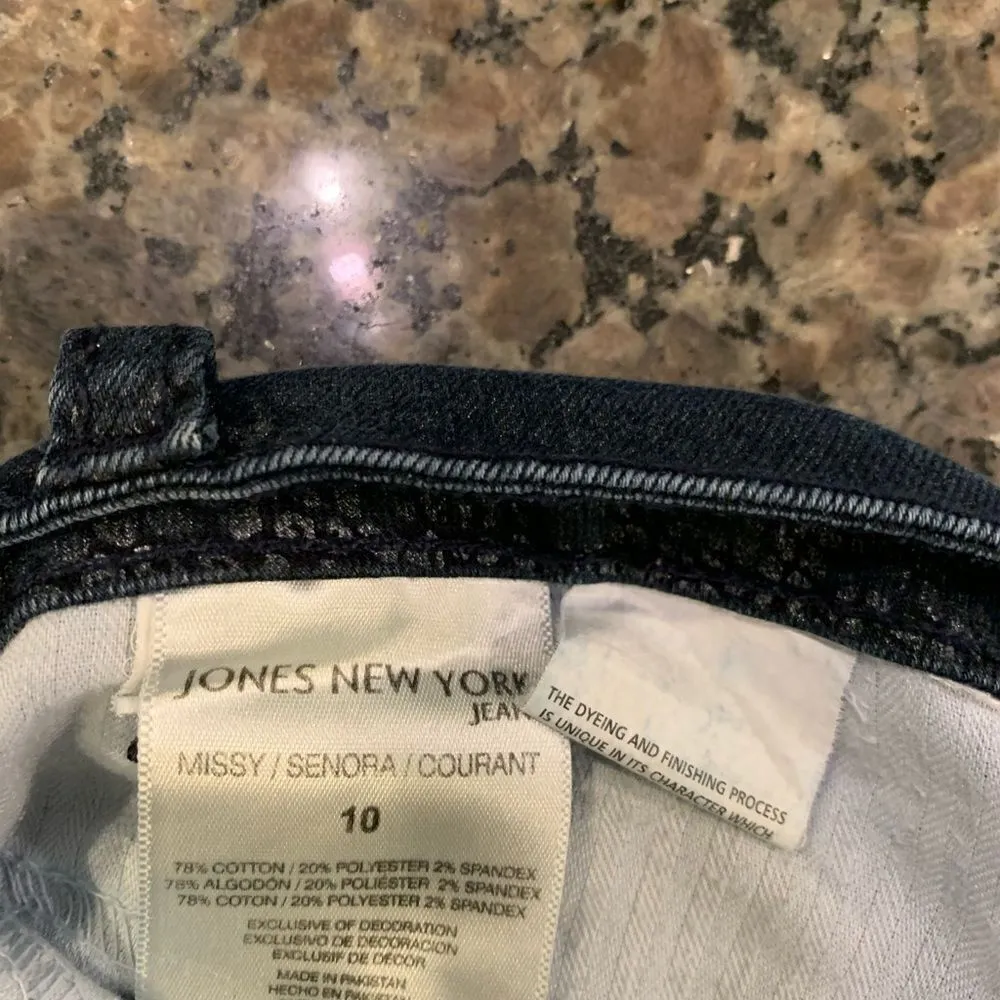 JONES NEW YORK
JEAN
MISSY / SENORA / COURANT
10
78% COTTON / 20% POLYESTER 2% SPANDEX
78% ALGODÓN / 20% POLIÉSTER 2% SPANDEX
78% COTON / 20% POLYESTER 2% SPANDEX
EXCLUSIVE OF DECORATION
EXCLUSIVO DE DECORACION
EXCLUSIF DE DÉCOR
MADE IN PAKISTAN
HECHO EN PAKISTAN
THE DYEING AND FINISHING PROCESS
IS UNIQUE IN ITS CHARACTER WHICH